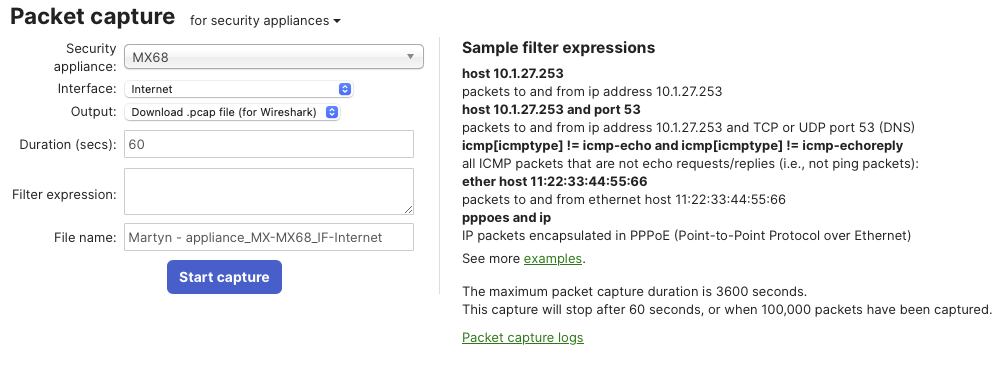 Packet capture for security appliances
Security appliance: MX68
Interface: Internet
Output: Download .pcap file (for Wireshark)
Duration (secs): 60
Filter expression:
File name: Martyn - appliance_MX-MX68_IF-Internet
Start capture
Sample filter expressions
host 10.1.27.253
packets to and from ip address 10.1.27.253
host 10.1.27.253 and port 53
packets to and from ip address 10.1.27.253 and TCP or UDP port 53 (DNS)
icmp[icmptype] != icmp-echo and icmp[icmptype] != icmp-echoreply
all ICMP packets that are not echo requests/replies (i.e., not ping packets):
ether host 11:22:33:44:55:66
packets to and from ethernet host 11:22:33:44:55:66
pppoes and ip
IP packets encapsulated in PPPoE (Point-to-Point Protocol over Ethernet)
See more examples.
The maximum packet capture duration is 3600 seconds.
This capture will stop after 60 seconds, or when 100,000 packets have been captured.
Packet capture logs